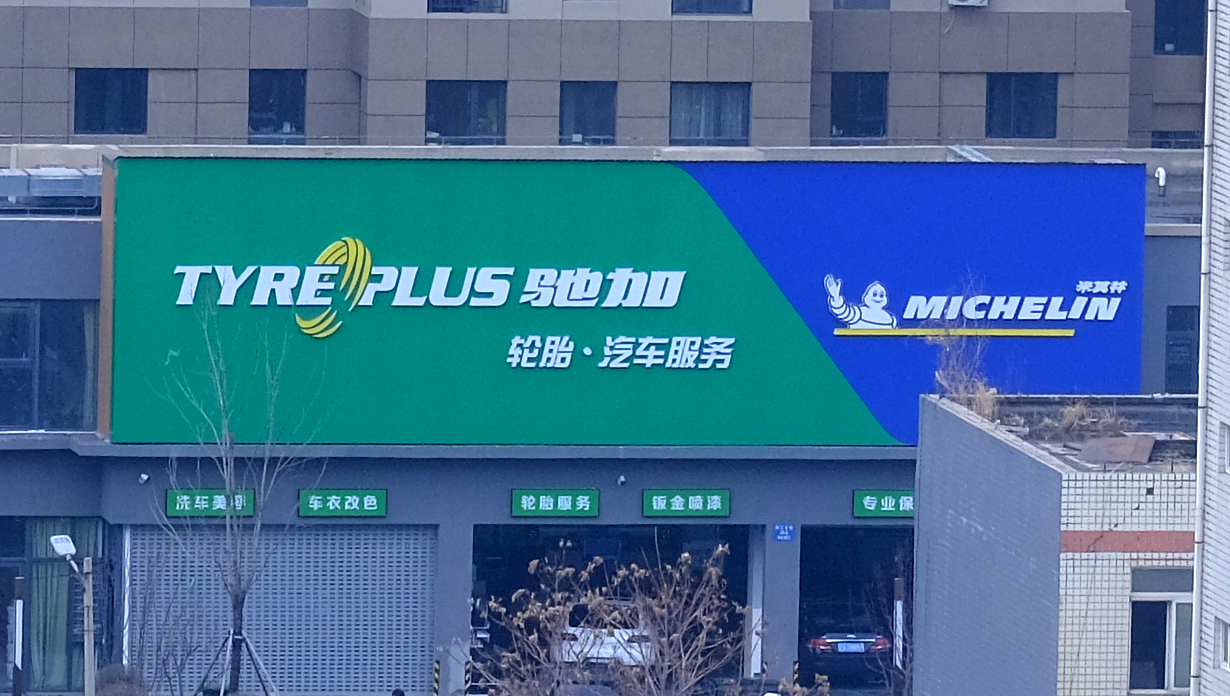 TYREPLUS 驰加
轮胎·汽车服务
米其林
MICHELIN
洗车美容
车衣改色
轮胎服务
钣金喷漆
专业保